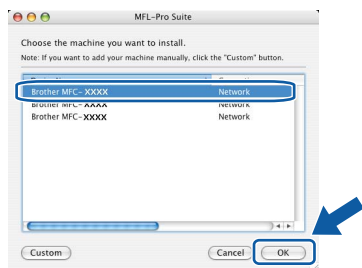 MFL-Pro Suite
Choose the machine you want to install.
Note: If you want to add your machine manually, click the "Custom" button.
Brother MFC- XXXX Network
Brother MFC- XXXX Network
Brother MFC- XXXX Network
Custom Cancel OK